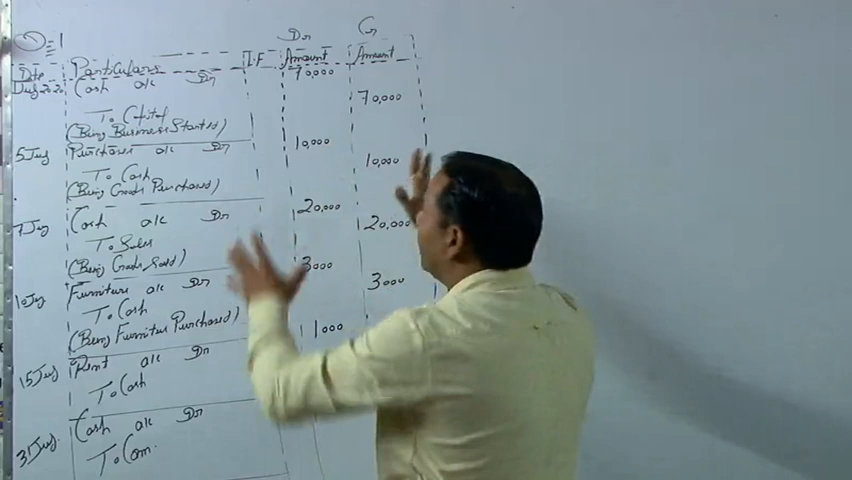 Q=1
Dr Cr
Date Particulars I.F Amount Amount
Cash a/c Dr 70,000
To Capital 70,000
(Being Business Started)
5 July Purchases a/c Dr 10,000
To Cash 10,000
(Being Goods Purchased)
7 July Cash a/c Dr 20,000
To Sales 20,000
(Being Goods Sold)
10 July Furniture a/c Dr 3000
To Cash 3000
(Being Furniture Purchased)
15 July Rent a/c Dr 1000
To Cash
31 July Cash a/c Dr
To Com.